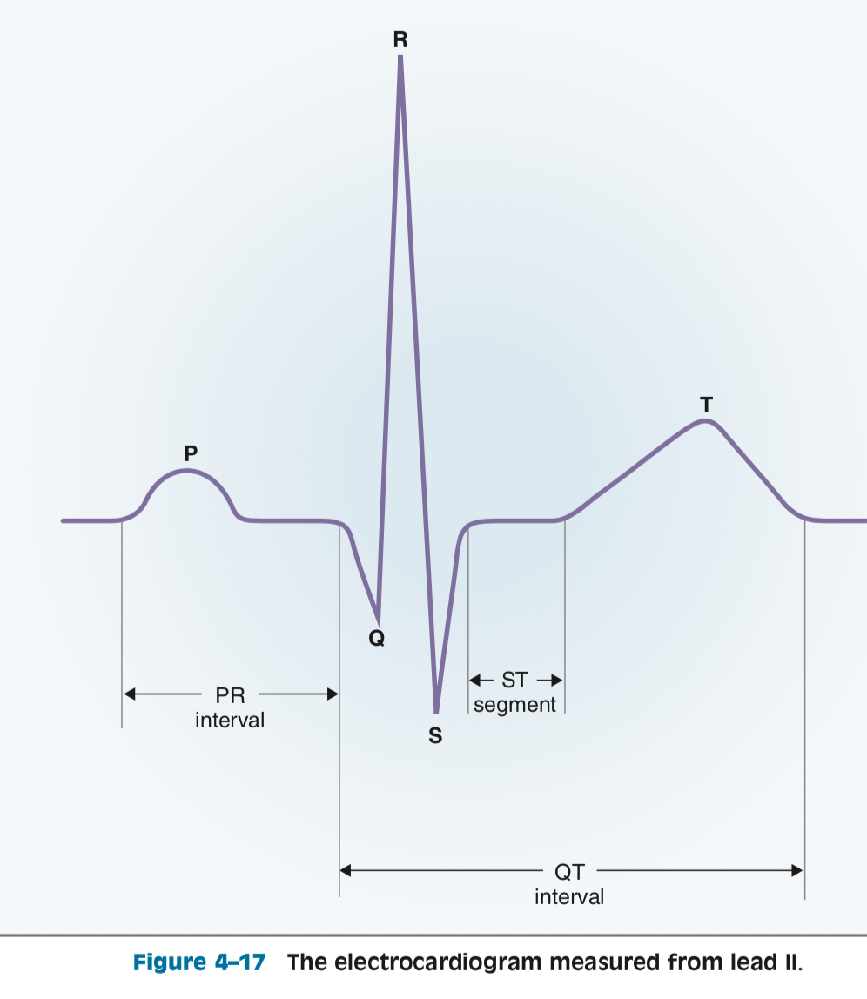 R
T
P
Q
ST
segment
PR
interval
S
QT
interval
Figure 4–17 The electrocardiogram measured from lead II.